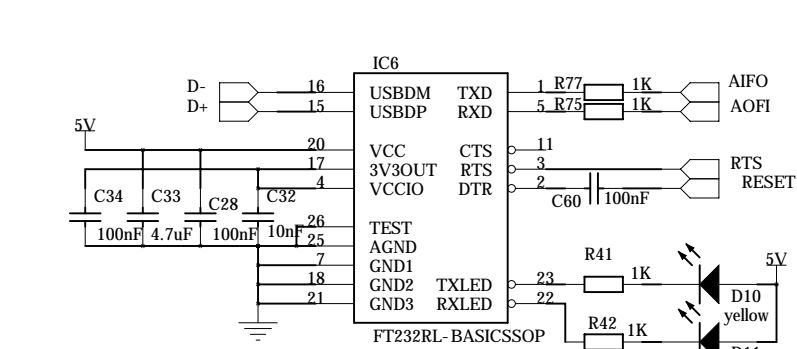 IC6
D- 16 USBDM TXD 1 R77 1K AIFO
D+ 15 USBDP RXD 5 R75 1K AOFI
5V
20 VCC CTS 11
17 3V3OUT RTS 3 RTS
4 VCCIO DTR 2 RESET
C60 100nF
C34 C33 C28 C32
100nF 4.7uF 100nF 10nF
26 TEST
25 AGND
7 GND1
18 GND2 TXLED 23 R41 1K 5V
21 GND3 RXLED 22
D10
yellow
R42 1K
FT232RL-BASICSSOP